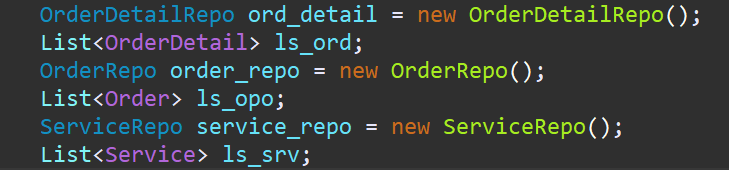 OrderDetailRepo ord_detail = new OrderDetailRepo();
List<OrderDetail> ls_ord;
OrderRepo order_repo = new OrderRepo();
List<Order> ls_opo;
ServiceRepo service_repo = new ServiceRepo();
List<Service> ls_srv;